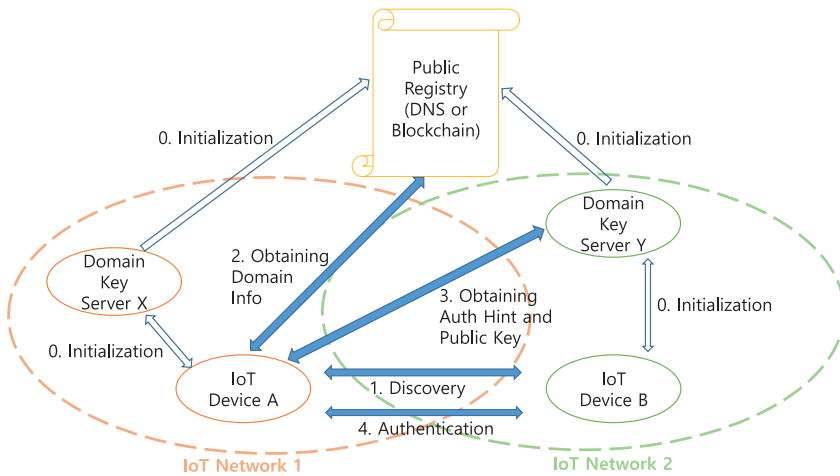 Public
Registry
(DNS or
Blockchain)
0. Initialization
0. Initialization
Domain
Key
Server Y
2. Obtaining
Domain
Info
Domain
Key
Server X
3. Obtaining
Auth Hint and
Public Key
0. Initialization
0. Initialization
IoT
Device A
1. Discovery
IoT
Device B
4. Authentication
IoT Network 1
IoT Network 2